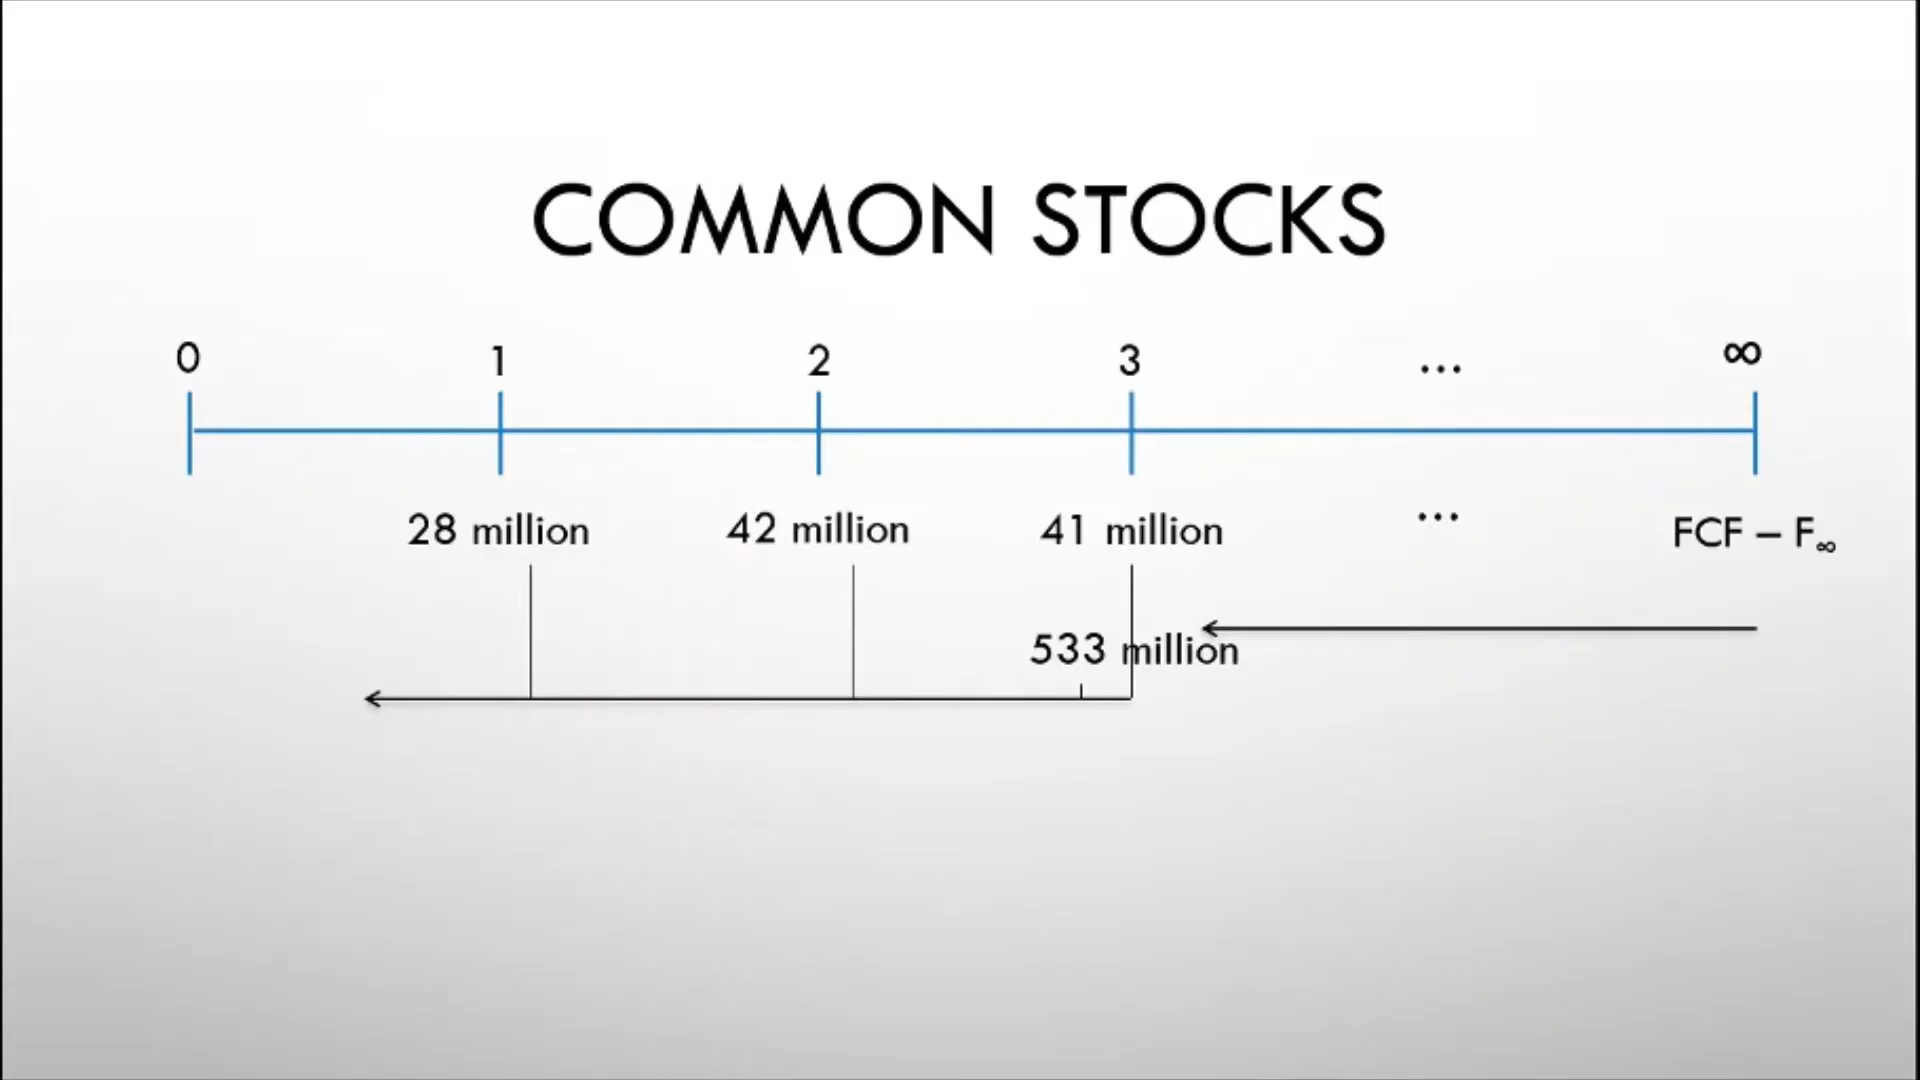 COMMON STOCKS
0 1 2 3 ... ∞
28 million 42 million 41 million ... FCF – F∞
533 million